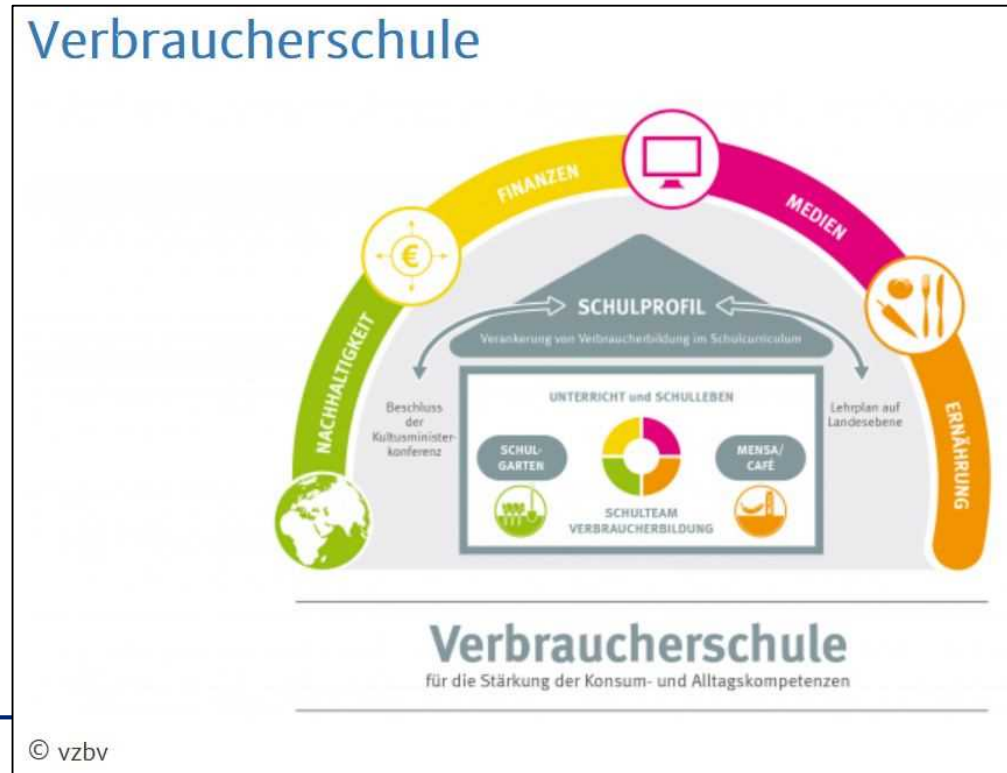 Verbraucherschule
NACHHALTIGKEIT
FINANZEN
€
MEDIEN
ERNÄHRUNG
SCHULPROFIL
Verankerung von Verbraucherbildung im Schulcurriculum
Beschluss
der
Kultusminister-
konferenz
Lehrplan auf
Landesebene
UNTERRICHT und SCHULLEBEN
SCHUL-
GARTEN
MENSA/
CAFÉ
SCHULTEAM
VERBRAUCHERBILDUNG
Verbraucherschule
für die Stärkung der Konsum- und Alltagskompetenzen
© vzbv